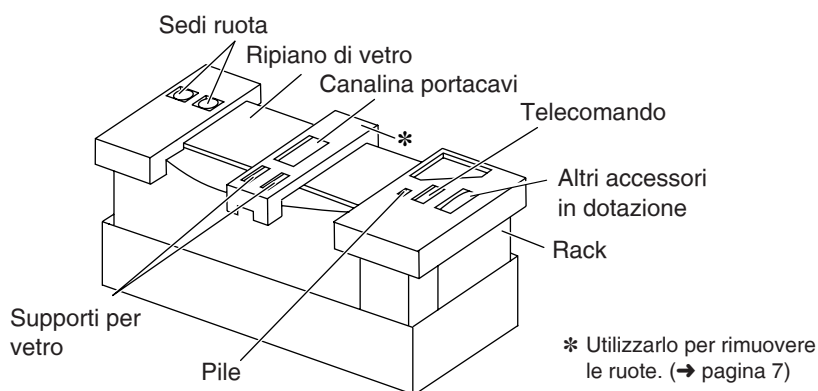 Sedi ruota
Ripiano di vetro
Canalina portacavi
Telecomando
✻
Altri accessori
in dotazione
Rack
Supporti per
vetro
Pile
✻ Utilizzarlo per rimuovere
le ruote. (➜ pagina 7)